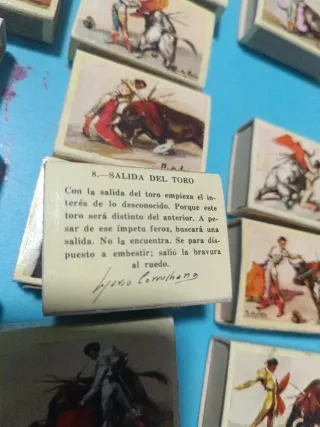 8.—SALIDA DEL TORO
Con la salida del toro empieza el in-
terés de lo desconocido. Porque este
toro será distinto del anterior. A pe-
sar de ese ímpetu feroz, buscará una
salida. No la encuentra. Se para dis-
puesto a embestir; salió la bravura
al ruedo.